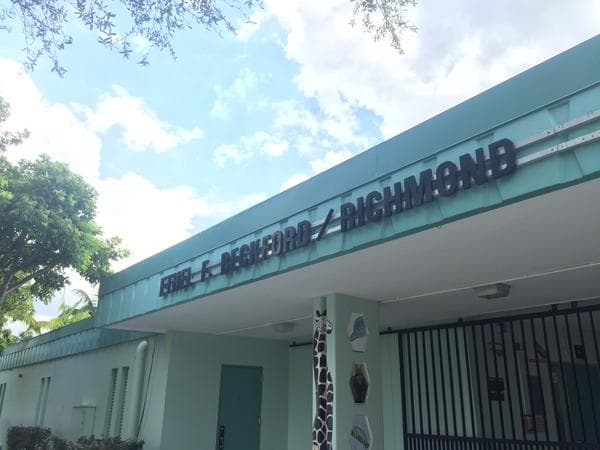 ETHEL F. BECKFORD/RICHMOND